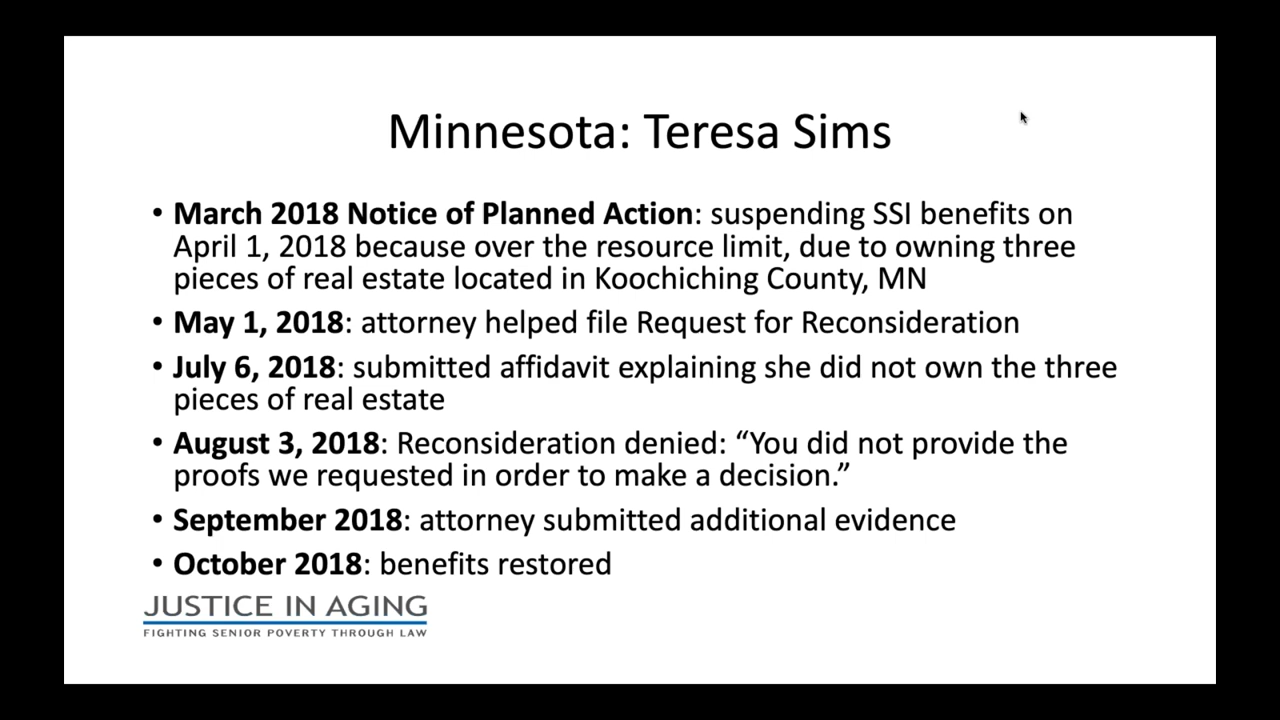 Minnesota: Teresa Sims
• March 2018 Notice of Planned Action: suspending SSI benefits on
April 1, 2018 because over the resource limit, due to owning three
pieces of real estate located in Koochiching County, MN
• May 1, 2018: attorney helped file Request for Reconsideration
• July 6, 2018: submitted affidavit explaining she did not own the three
pieces of real estate
• August 3, 2018: Reconsideration denied: “You did not provide the
proofs we requested in order to make a decision.”
• September 2018: attorney submitted additional evidence
• October 2018: benefits restored
JUSTICE IN AGING
FIGHTING SENIOR POVERTY THROUGH LAW